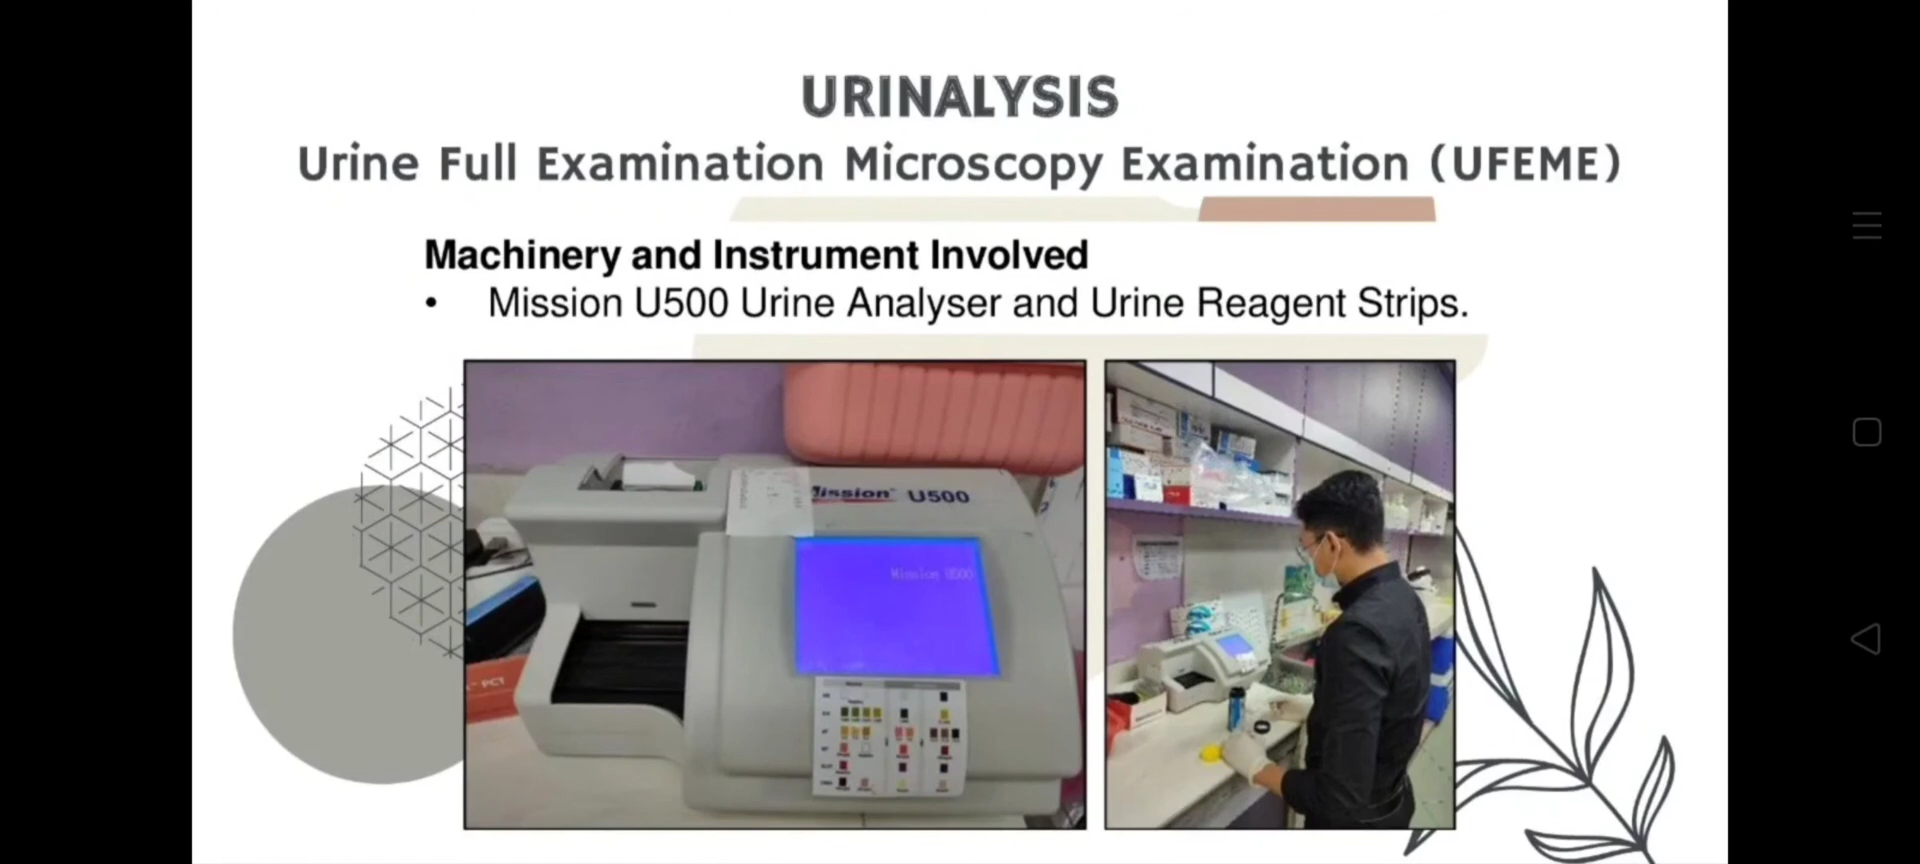 URINALYSIS
Urine Full Examination Microscopy Examination (UFEME)
Machinery and Instrument Involved
• Mission U500 Urine Analyser and Urine Reagent Strips.
Mission U500
Mission U500
PCT